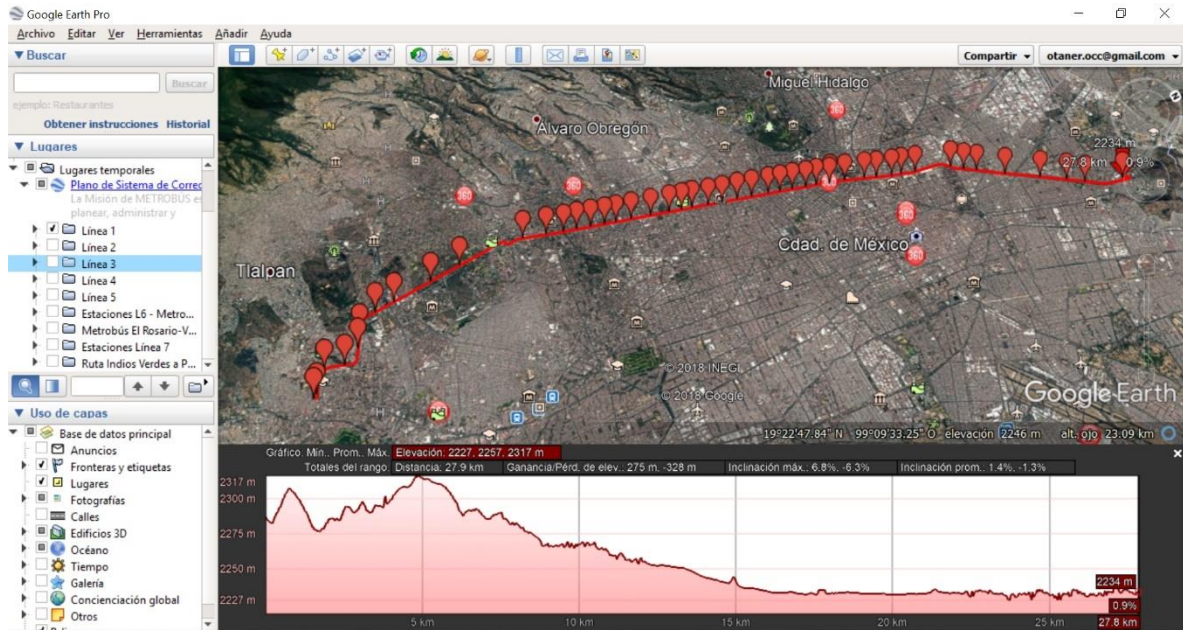 Google Earth Pro
Archivo Editar Ver Herramientas Añadir Ayuda
Buscar
Buscar
ejemplo: Restaurantes
Obtener instrucciones Historial
Lugares
Lugares temporales
Plano de Sistema de Correc
La Misión de METROBUS es
planear, administrar y
Línea 1
Línea 2
Línea 3
Línea 4
Línea 5
Estaciones L6 - Metro...
Metrobús El Rosario-V...
Estaciones Línea 7
Ruta Indios Verdes a P...
Uso de capas
Base de datos principal
Anuncios
Fronteras y etiquetas
Lugares
Fotografías
Calles
Edificios 3D
Océano
Tiempo
Galería
Concienciación global
Otros
Compartir otaner.occ@gmail.com
Miguel Hidalgo
360
Álvaro Obregón
2234 m
27.8 km 0.9%
360
360
360
360
Cdad. de México
360
Tlalpan
© 2018 INEGI
© 2018 Google
Google Earth
19°22'47.84" N 99°09'33.25" O elevación 2246 m alt. ojo 23.09 km
Gráfico. Mín.. Prom.. Máx. Elevación: 2227, 2257, 2317 m
Totales del rango. Distancia: 27.9 km Ganancia/Pérd. de elev.: 275 m. -328 m Inclinación máx.: 6.8%. -6.3% Inclinación prom.: 1.4%. -1.3%
2317 m
2300 m
2275 m
2250 m
2227 m
2234 m
0.9%
5 km 10 km 15 km 20 km 25 km 27.8 km